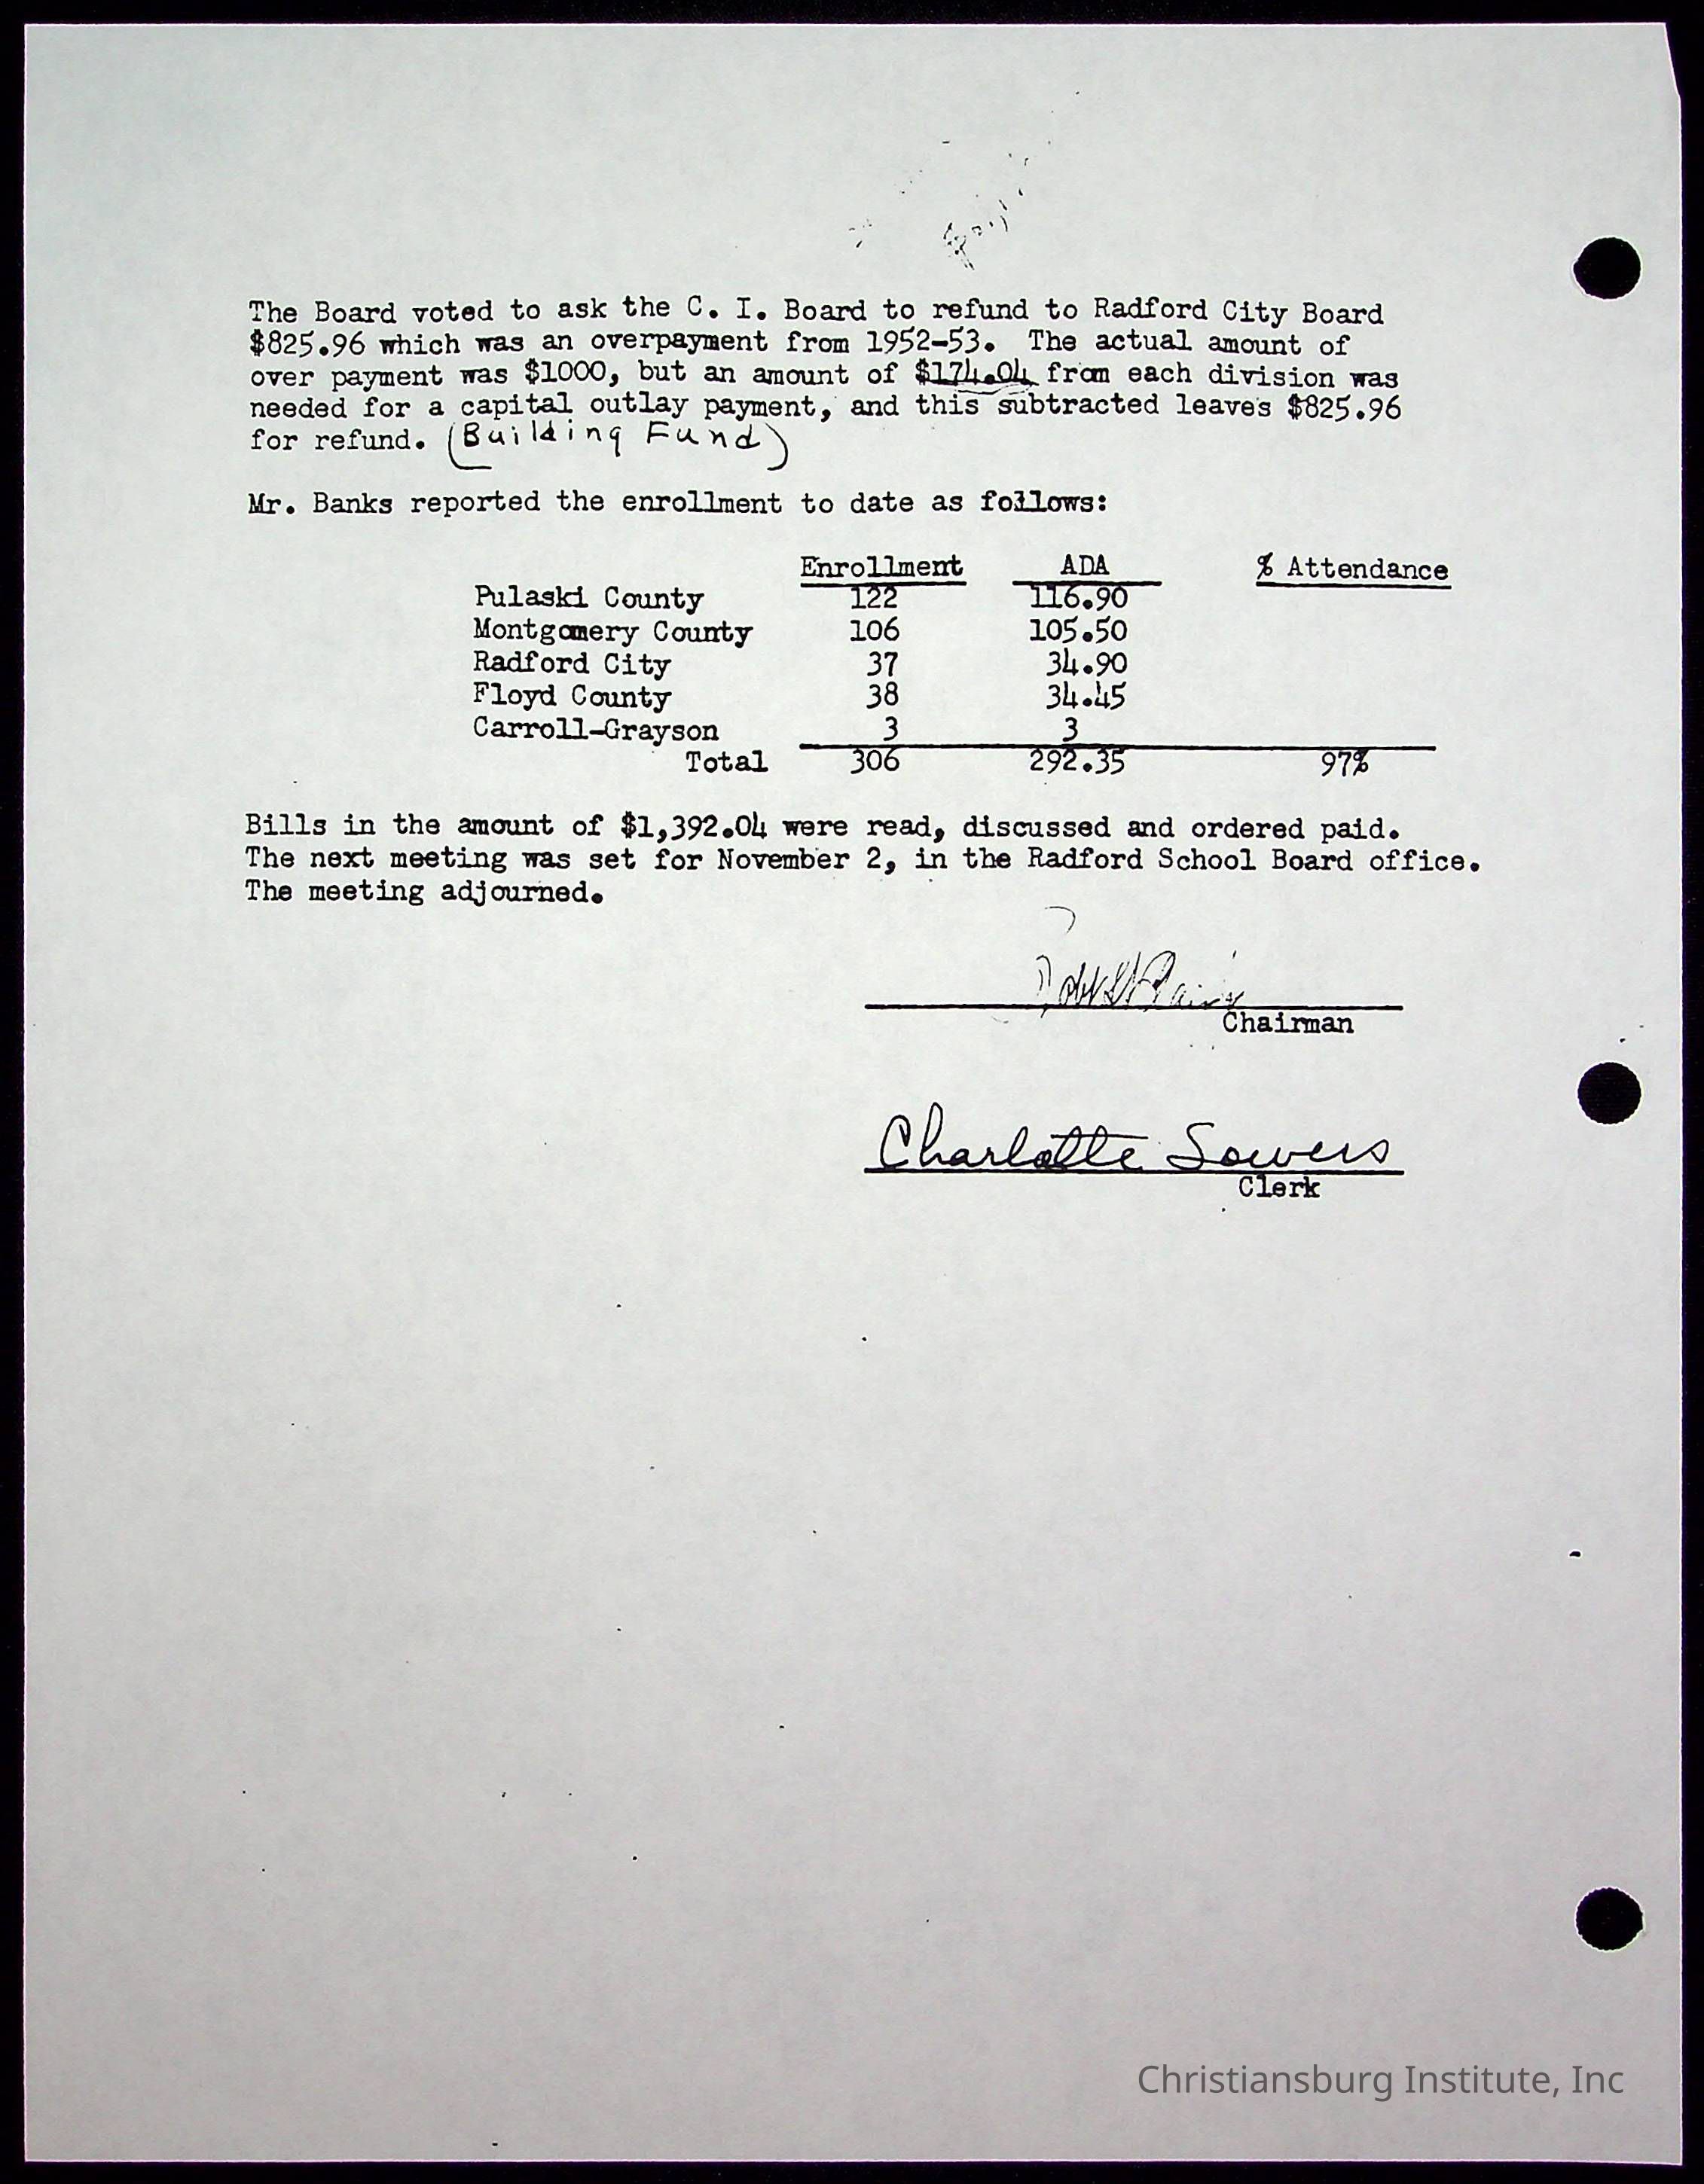 The Board voted to ask the C. I. Board to refund to Radford City Board
$825.96 which was an overpayment from 1952-53. The actual amount of
over payment was $1000, but an amount of $174.04 from each division was
needed for a capital outlay payment, and this subtracted leaves $825.96
for refund. (Building Fund)
Mr. Banks reported the enrollment to date as follows:
Enrollment ADA % Attendance
Pulaski County 122 116.90
Montgomery County 106 105.50
Radford City 37 34.90
Floyd County 38 34.45
Carroll-Grayson 3 3
Total 306 292.35 97%
Bills in the amount of $1,392.04 were read, discussed and ordered paid.
The next meeting was set for November 2, in the Radford School Board office.
The meeting adjourned.
Chairman
Charlotte Sowers
Clerk
Christiansburg Institute, Inc